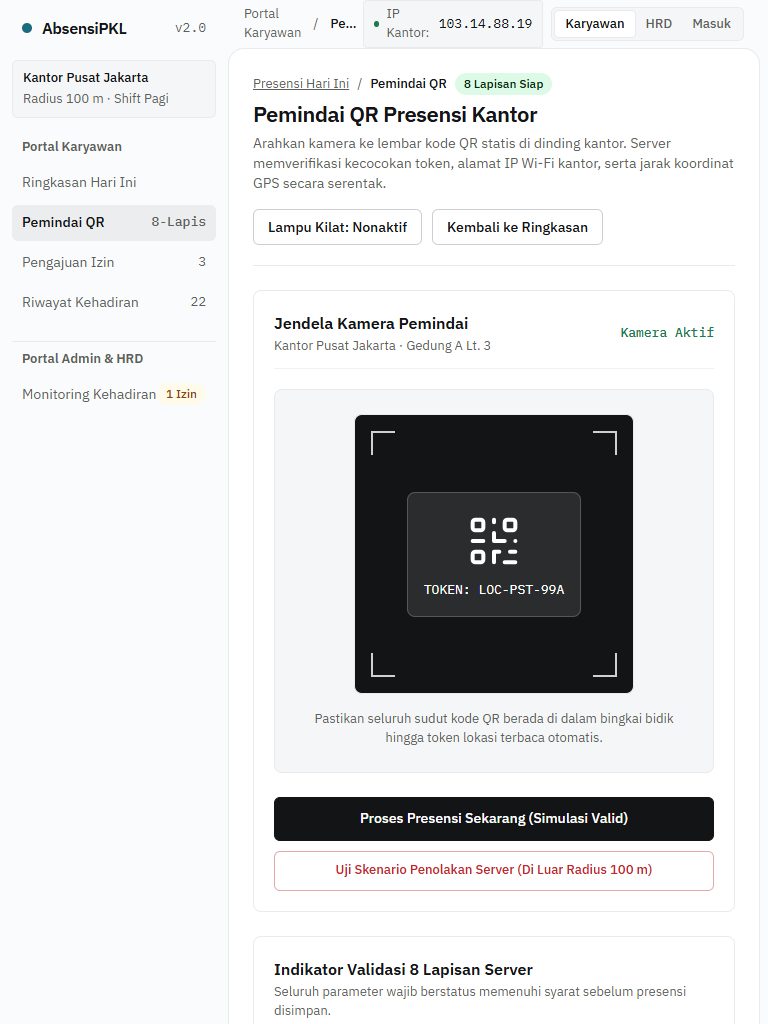 AbsensiPKL v2.0
Kantor Pusat Jakarta
Radius 100 m · Shift Pagi
Portal Karyawan
Ringkasan Hari Ini
Pemindai QR 8-Lapis
Pengajuan Izin 3
Riwayat Kehadiran 22
Portal Admin & HRD
Monitoring Kehadiran 1 Izin
Portal
Karyawan / Pe...
IP
Kantor: 103.14.88.19
Karyawan HRD Masuk
Presensi Hari Ini / Pemindai QR 8 Lapisan Siap
Pemindai QR Presensi Kantor
Arahkan kamera ke lembar kode QR statis di dinding kantor. Server
memverifikasi kecocokan token, alamat IP Wi-Fi kantor, serta jarak koordinat
GPS secara serentak.
Lampu Kilat: Nonaktif Kembali ke Ringkasan
Jendela Kamera Pemindai
Kantor Pusat Jakarta · Gedung A Lt. 3
Kamera Aktif
TOKEN: LOC-PST-99A
Pastikan seluruh sudut kode QR berada di dalam bingkai bidik
hingga token lokasi terbaca otomatis.
Proses Presensi Sekarang (Simulasi Valid)
Uji Skenario Penolakan Server (Di Luar Radius 100 m)
Indikator Validasi 8 Lapisan Server
Seluruh parameter wajib berstatus memenuhi syarat sebelum presensi
disimpan.